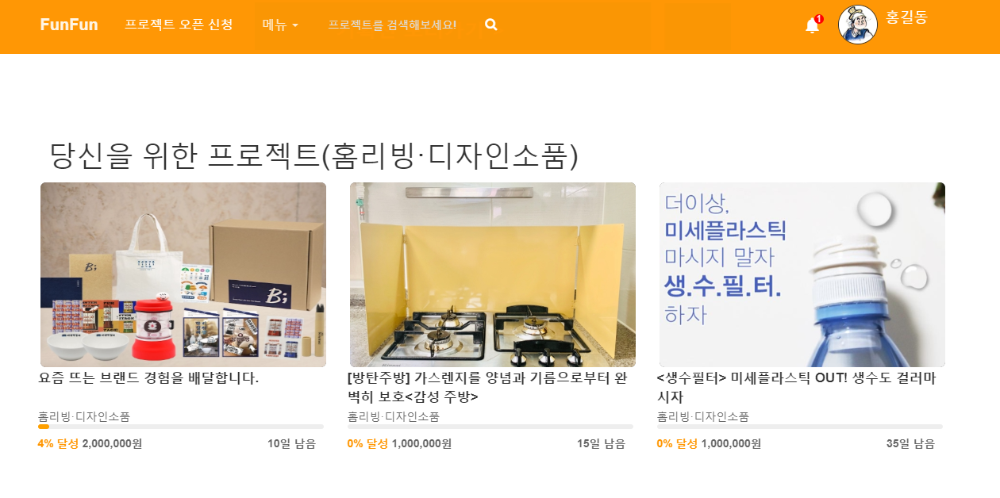 FunFun 프로젝트 오픈 신청 메뉴 프로젝트를 검색해보세요! 1 홍길동
당신을 위한 프로젝트(홈리빙·디자인소품)
B;
B;
더이상,
미세플라스틱
마시지 말자
생.수.필.터.
하자
요즘 뜨는 브랜드 경험을 배달합니다.
홈리빙·디자인소품
4% 달성 2,000,000원 10일 남음
[방탄주방] 가스렌지를 양념과 기름으로부터 완
벽히 보호<감성 주방>
홈리빙·디자인소품
0% 달성 1,000,000원 15일 남음
<생수필터> 미세플라스틱 OUT! 생수도 걸러마
시자
홈리빙·디자인소품
0% 달성 1,000,000원 35일 남음